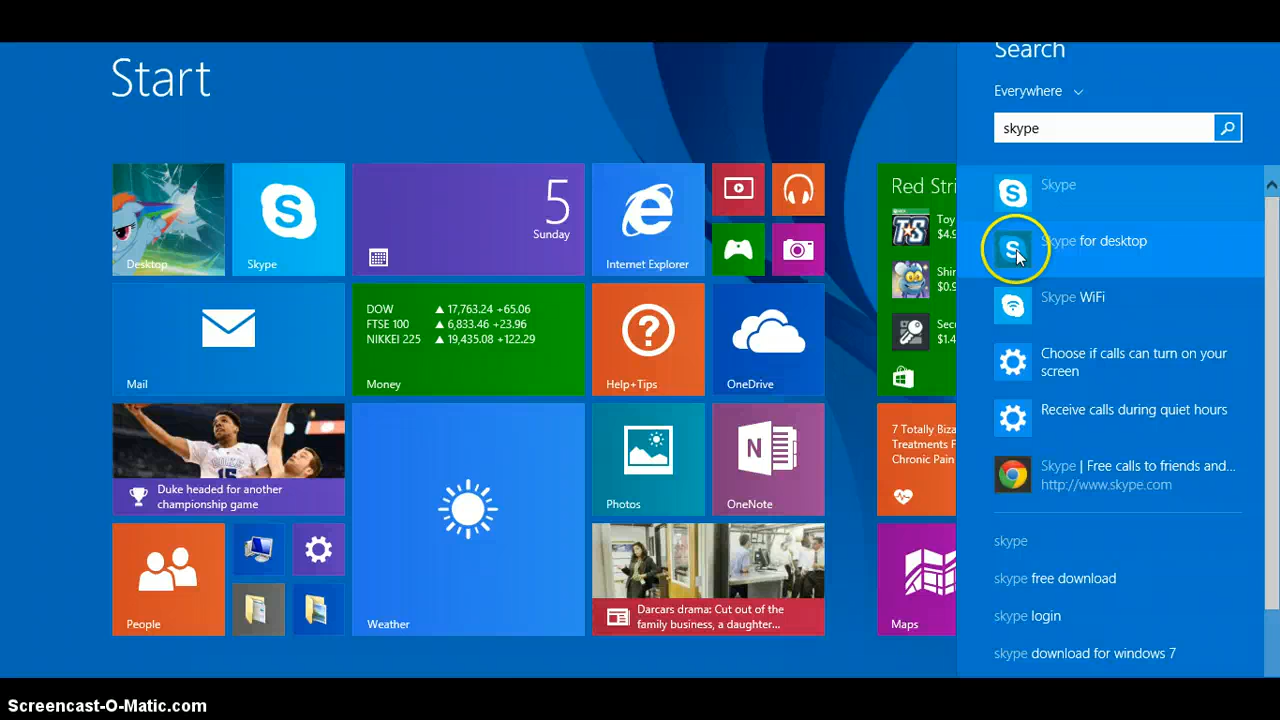 Start
Desktop
Skype
5
Sunday
Internet Explorer
Mail
DOW ▲ 17,763.24 +65.06
FTSE 100 ▲ 6,833.46 +23.96
NIKKEI 225 ▲ 19,435.08 +122.29
Money
Help+Tips
OneDrive
Duke headed for another
championship game
Weather
Photos
OneNote
People
Darcars drama: Cut out of the
family business, a daughter...
Red Stri
Toy
$4.9
Shir
$0.9
Secu
$1.4
7 Totally Biza
Treatments F
Chronic Pain
Maps
Search
Everywhere
skype
Skype
Skype for desktop
Skype WiFi
Choose if calls can turn on your
screen
Receive calls during quiet hours
Skype | Free calls to friends and...
http://www.skype.com
skype
skype free download
skype login
skype download for windows 7
Screencast-O-Matic.com